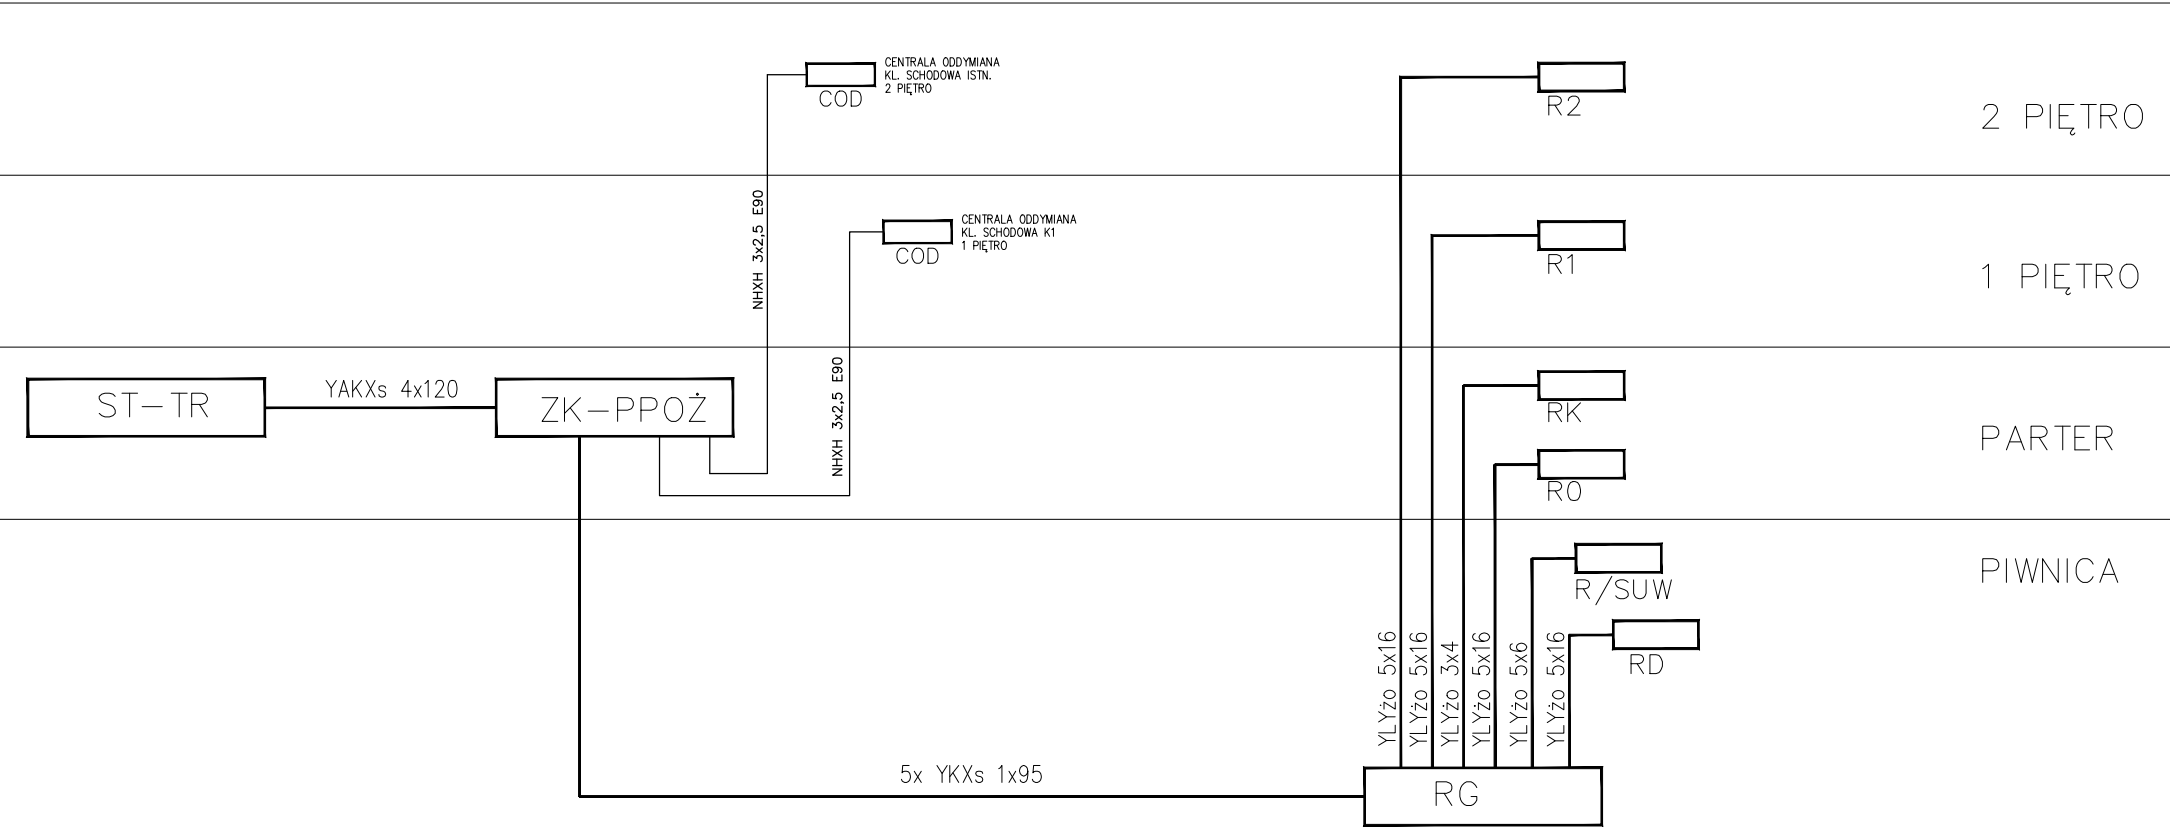 CENTRALA ODDYMIANA
KL. SCHODOWA ISTN.
2 PIĘTRO
COD
R2
2 PIĘTRO
NHXH 3x2,5 E90
CENTRALA ODDYMIANA
KL. SCHODOWA K1
1 PIĘTRO
COD
R1
1 PIĘTRO
ST-TR
YAKXs 4x120
ZK-PPOŻ
NHXH 3x2,5 E90
RK
R0
PARTER
R/SUW
RD
PIWNICA
YLYżo 5x16
YLYżo 5x16
YLYżo 3x4
YLYżo 5x16
YLYżo 5x6
YLYżo 5x16
5x YKXs 1x95
RG